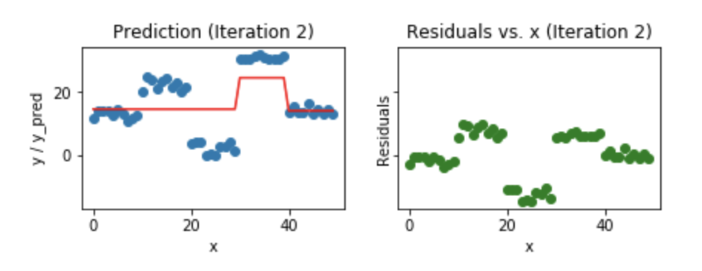 Prediction (Iteration 2)
y / y_pred
20
0
0
20
40
x
Residuals vs. x (Iteration 2)
Residuals
0
20
40
x